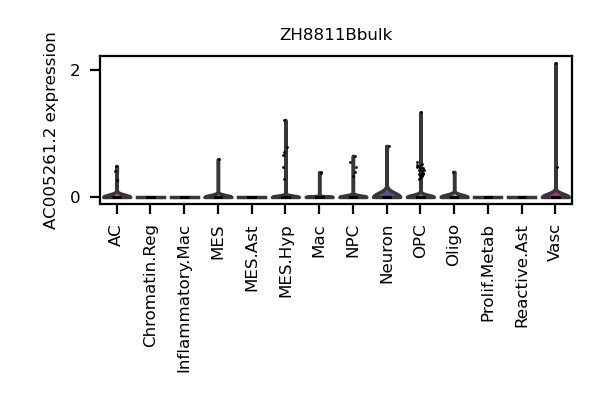 ZH8811Bbulk
AC005261.2 expression
2
0
AC
Chromatin.Reg
Inflammatory.Mac
MES
MES.Ast
MES.Hyp
Mac
NPC
Neuron
OPC
Oligo
Prolif.Metab
Reactive.Ast
Vasc